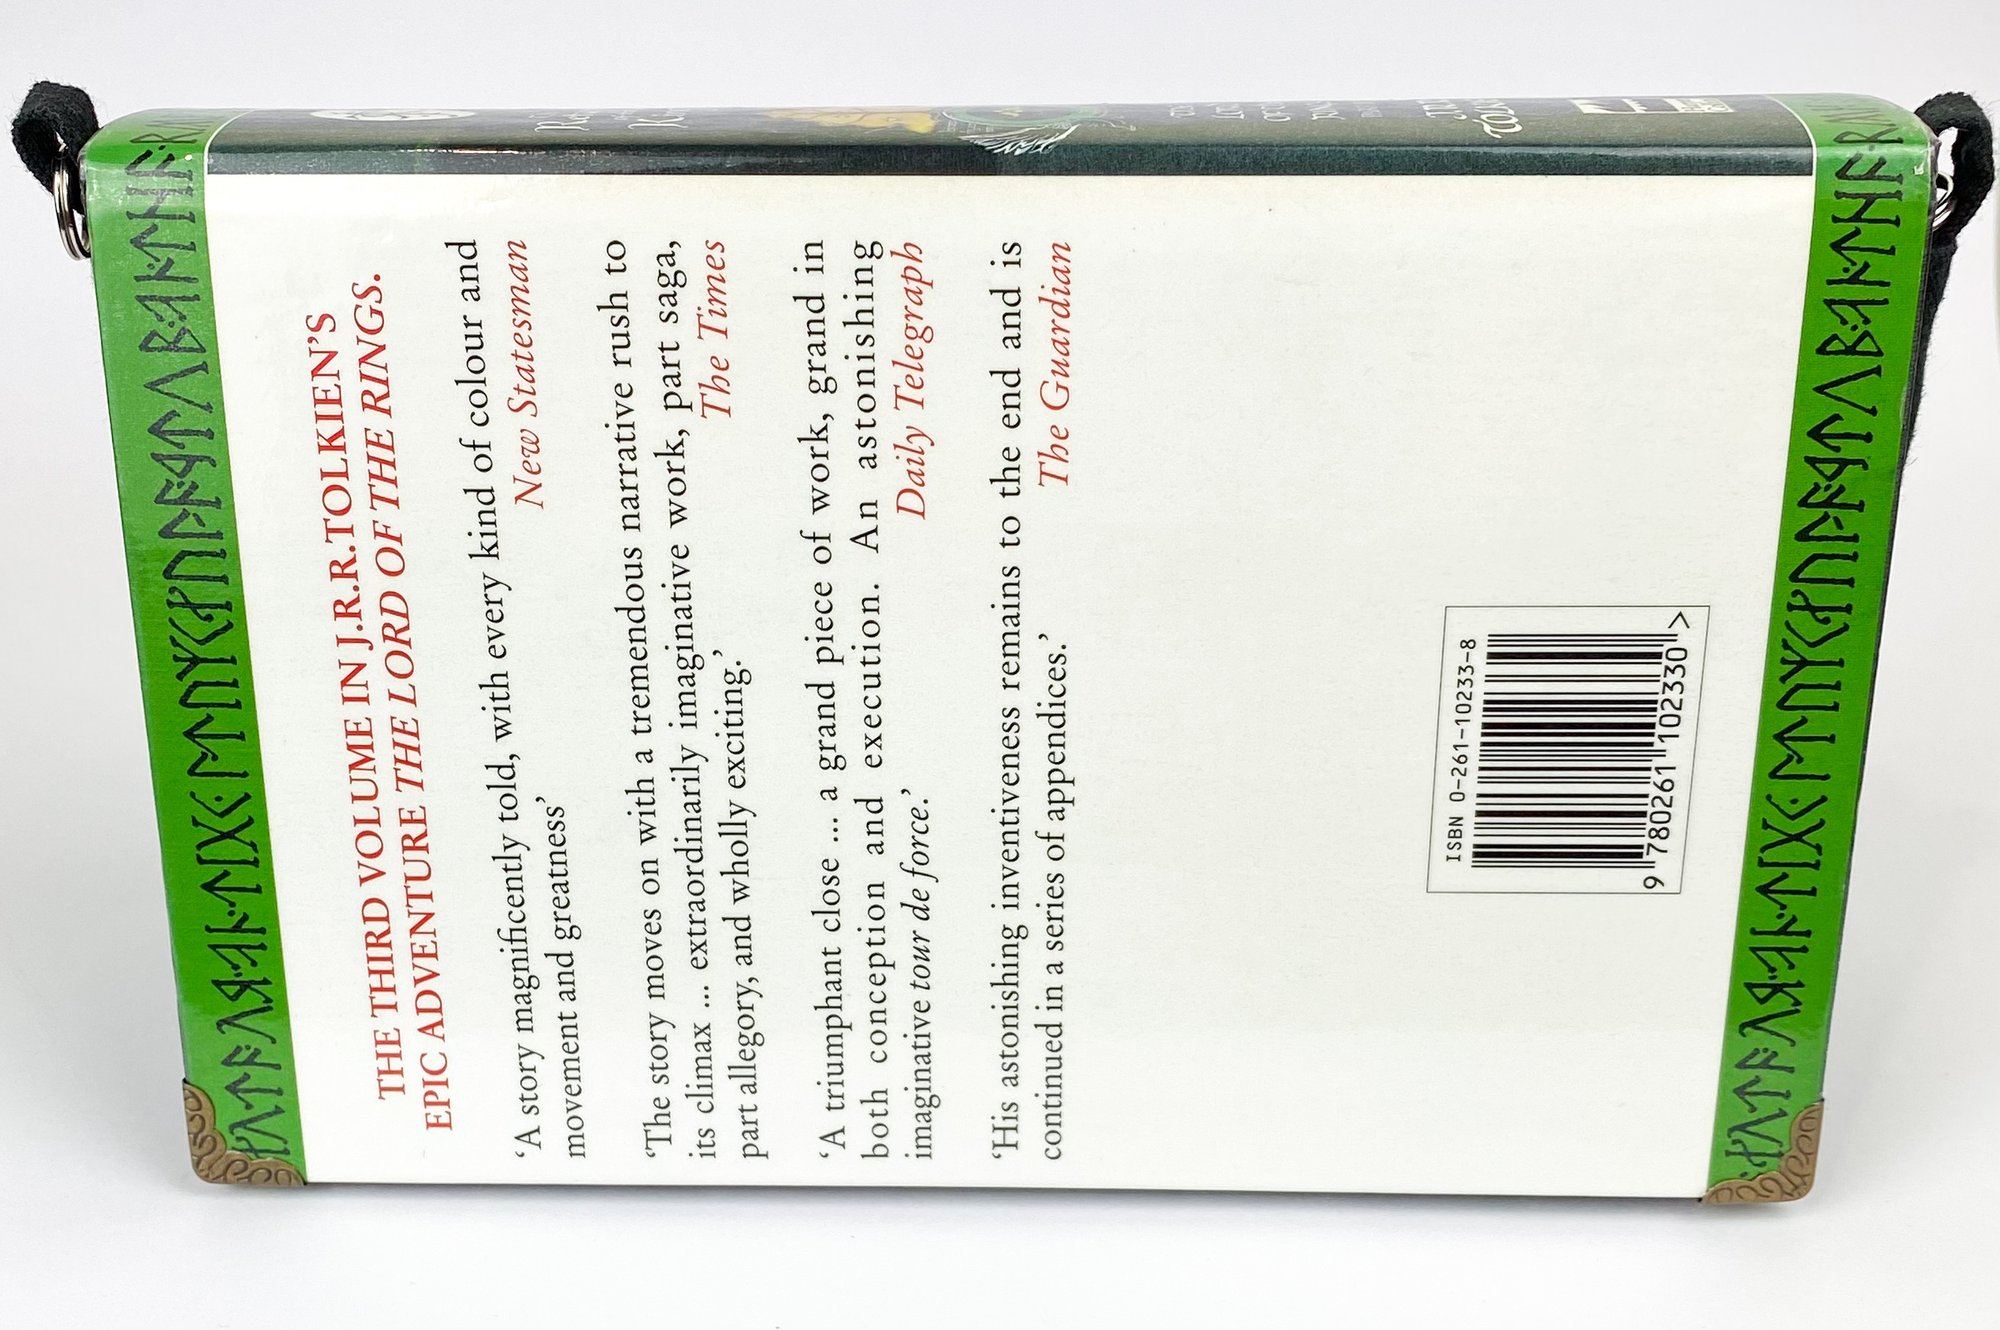 THE THIRD VOLUME IN J.R.R.TOLKIEN'S
EPIC ADVENTURE THE LORD OF THE RINGS.
‘A story magnificently told, with every kind of colour and
movement and greatness’
New Statesman
‘The story moves on with a tremendous narrative rush to
its climax ... extraordinarily imaginative work, part saga,
part allegory, and wholly exciting.’
The Times
‘A triumphant close ... a grand piece of work, grand in
both conception and execution. An astonishing
imaginative tour de force.’
Daily Telegraph
‘His astonishing inventiveness remains to the end and is
continued in a series of appendices.’
The Guardian
ISBN 0-261-10233-8
9 780261 102330 >